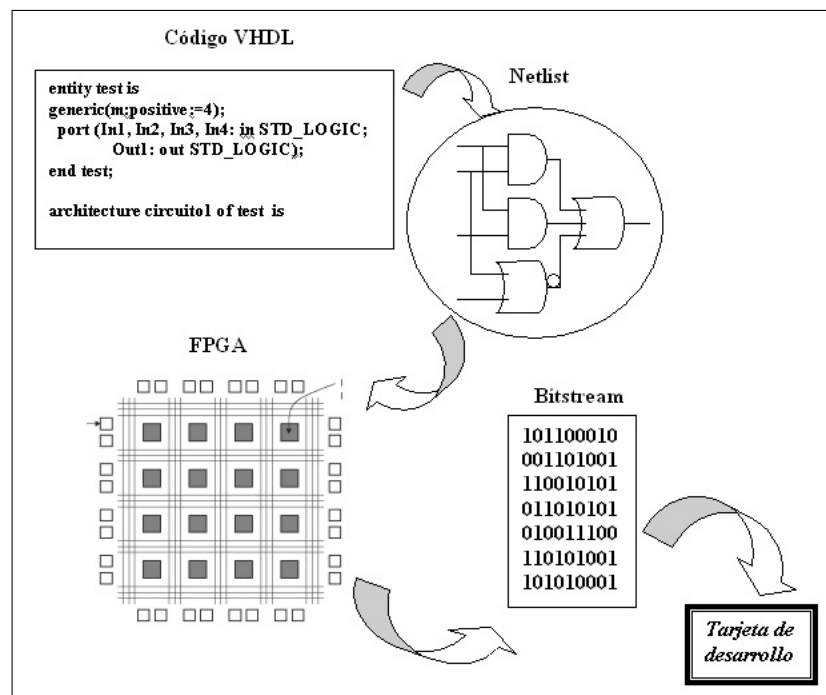 Código VHDL
entity test is
generic(m;positive;=4);
port (In1, In2, In3, In4: in STD_LOGIC;
Out1: out STD_LOGIC);
end test;
architecture circuito1 of test is
Netlist
FPGA
Bitstream
101100010
001101001
110010101
011010101
010011100
110101001
101010001
Tarjeta de
desarrollo